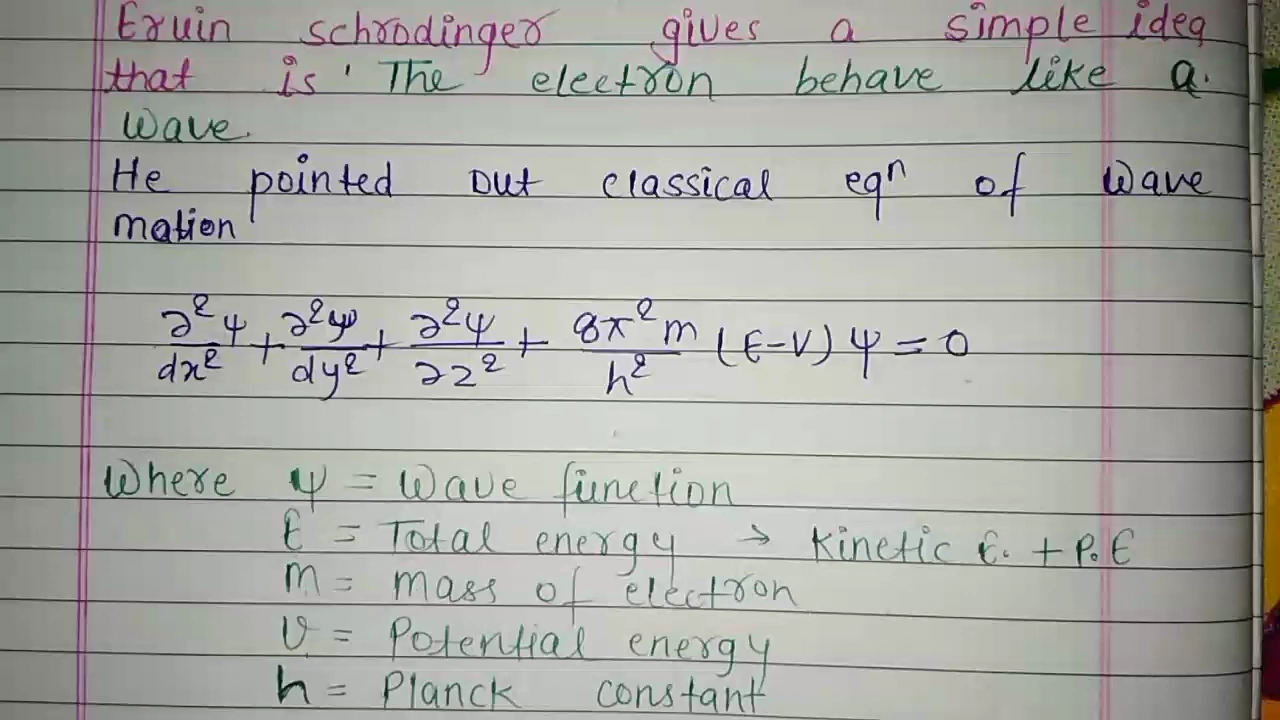 Eruin schrodinger gives a simple idea
that is ' The electron behave like a.
wave.
He pointed out classical eqⁿ of wave
mation
∂²ψ/dx² + ∂²ψ/dy² + ∂²ψ/∂z² + 8π²m/h² (E-V) ψ = 0
Where ψ = Wave function
E = Total energy → Kinetic E. + P.E
m = mass of electron
V = Potential energy
h = Planck constant